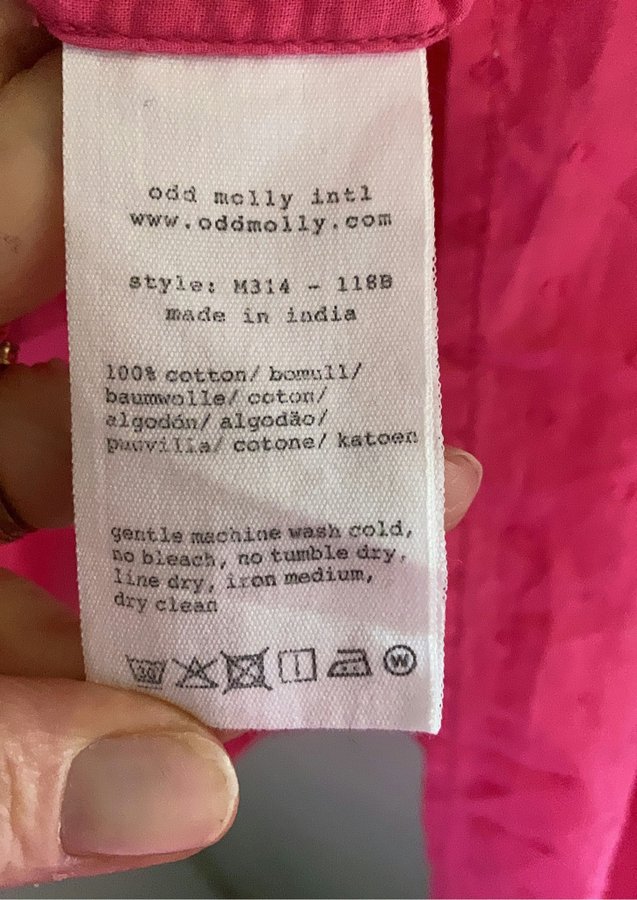 odd molly intl
www.oddmolly.com
style: M314 - 118B
made in india
100% cotton/ bomull/
baumwolle/ coton/
algodón/ algodão/
puuvilla/ cotone/ katoen
gentle machine wash cold,
no bleach, no tumble dry,
line dry, iron medium,
dry clean
30 W